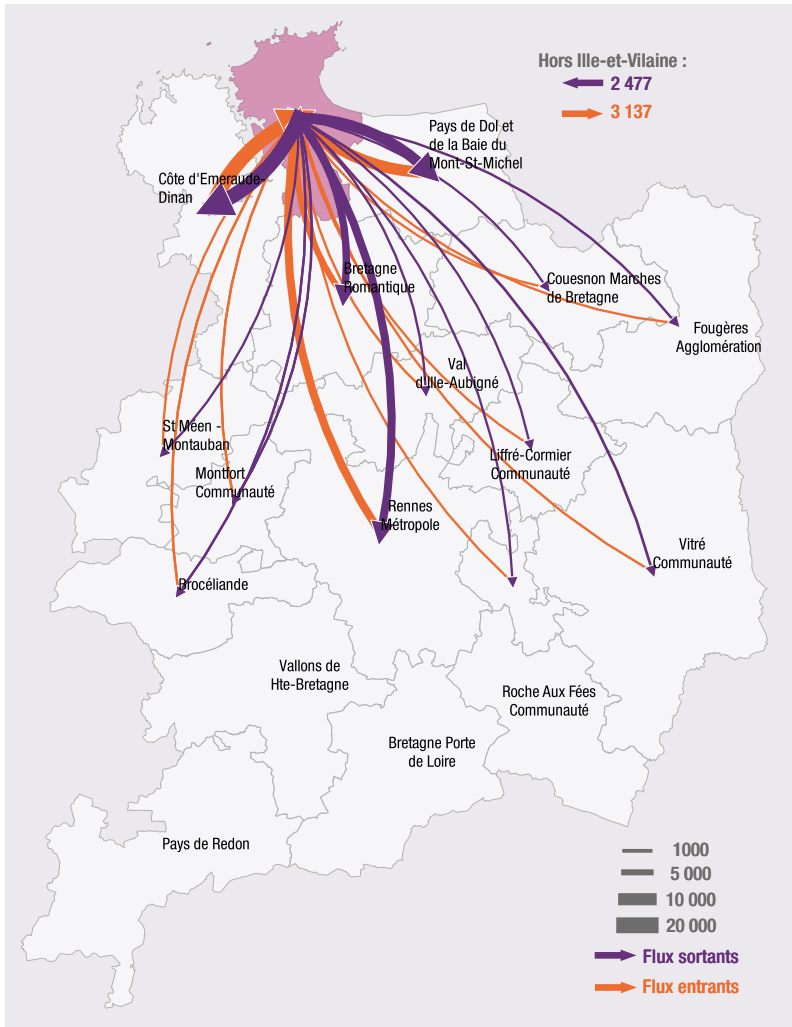 Hors Ille-et-Vilaine :
2 477
3 137
Pays de Dol et
de la Baie du
Mont-St-Michel
Côte d'Emeraude-
Dinan
Bretagne
Romantique
Couesnon Marches
de Bretagne
Fougères
Agglomération
Val
d'Ille-Aubigné
St Méen -
Montauban
Montfort
Communauté
Liffré-Cormier
Communauté
Rennes
Métropole
Vitré
Communauté
Brocéliande
Vallons de
Hte-Bretagne
Roche Aux Fées
Communauté
Bretagne Porte
de Loire
Pays de Redon
1000
5 000
10 000
20 000
Flux sortants
Flux entrants